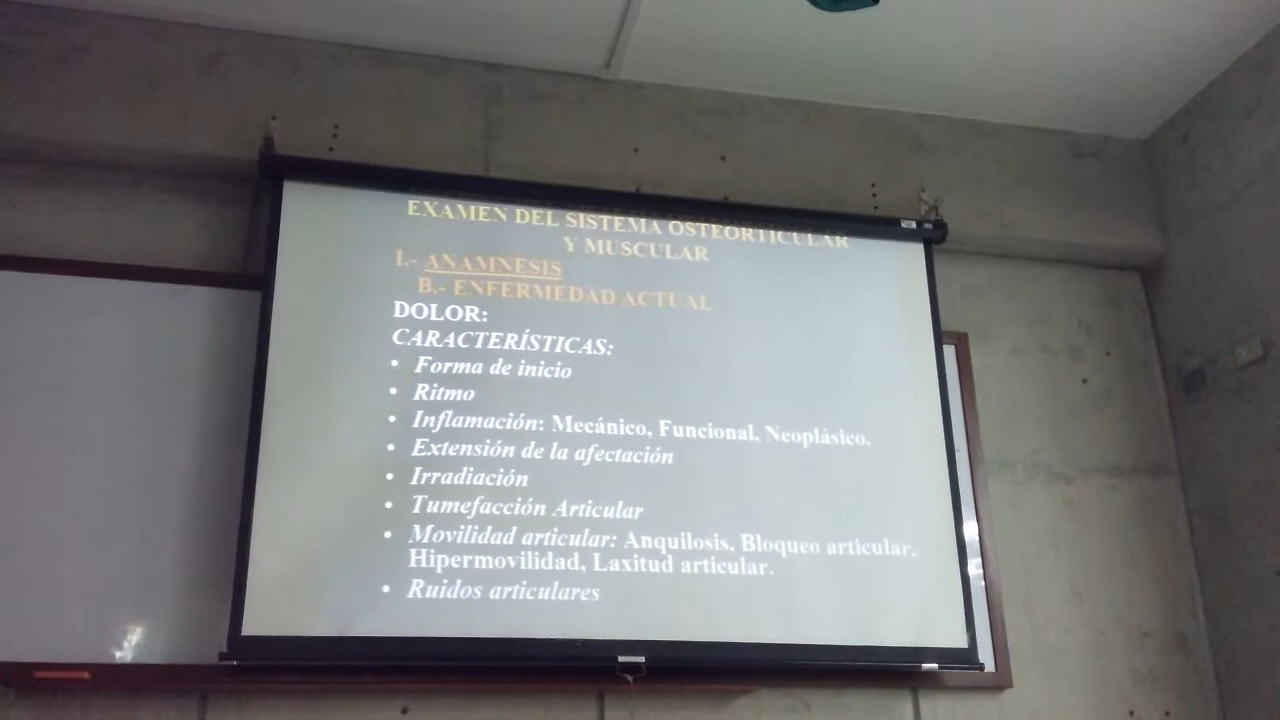 EXAMEN DEL SISTEMA OSTEORTICULAR
Y MUSCULAR
I.- ANAMNESIS
B.- ENFERMEDAD ACTUAL
DOLOR:
CARACTERÍSTICAS:
• Forma de inicio
• Ritmo
• Inflamación: Mecánico, Funcional, Neoplásico.
• Extensión de la afectación
• Irradiación
• Tumefacción Articular
• Movilidad articular: Anquilosis, Bloqueo articular,
Hipermovilidad, Laxitud articular.
• Ruidos articulares